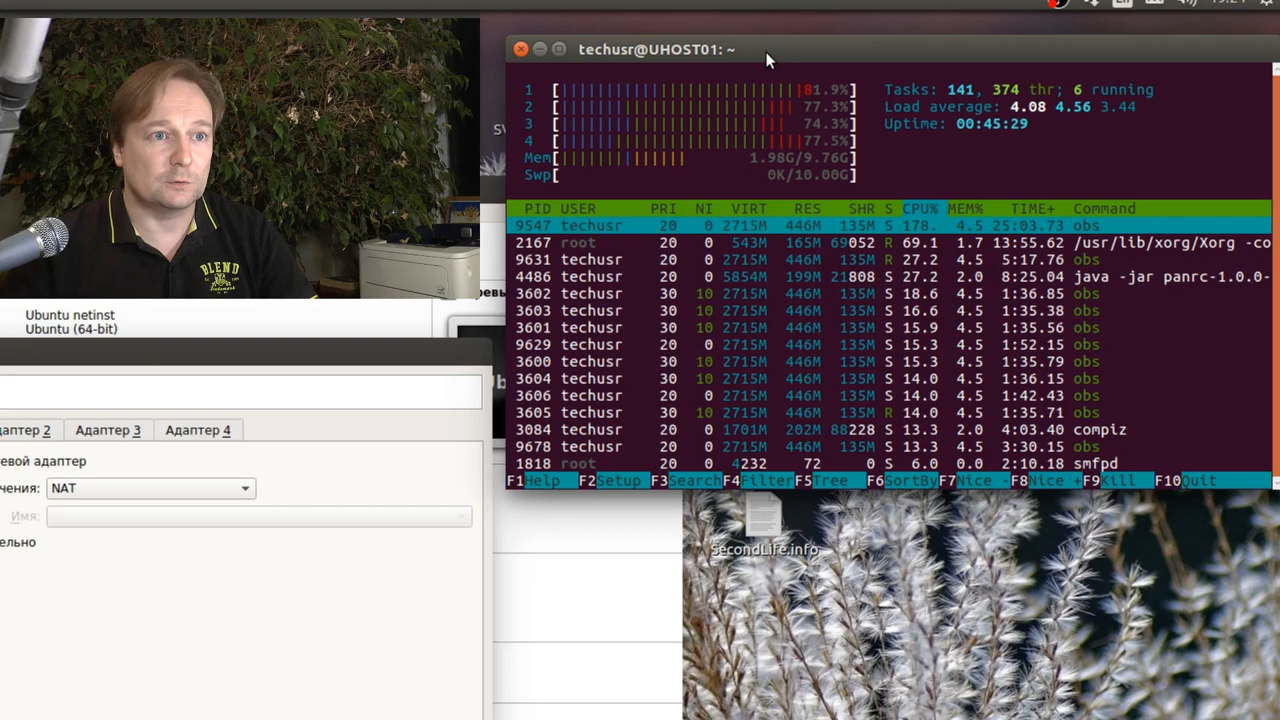 techusr@UHOST01: ~
1 [ 81.9%] Tasks: 141, 374 thr; 6 running
2 [ 77.3%] Load average: 4.08 4.56 3.44
3 [ 74.3%] Uptime: 00:45:29
4 [ 77.5%]
Mem[ 1.98G/9.76G]
Swp[ 0K/10.00G]
PID USER PRI NI VIRT RES SHR S CPU% MEM% TIME+ Command
9547 techusr 20 0 2715M 446M 135M S 178. 4.5 25:03.73 obs
2167 root 20 0 543M 165M 69052 R 69.1 1.7 13:55.62 /usr/lib/xorg/Xorg -co
9631 techusr 20 0 2715M 446M 135M R 27.2 4.5 5:17.76 obs
4486 techusr 20 0 5854M 199M 21808 S 27.2 2.0 8:25.04 java -jar panrc-1.0.0-
3602 techusr 30 10 2715M 446M 135M S 18.6 4.5 1:36.85 obs
3603 techusr 30 10 2715M 446M 135M S 16.6 4.5 1:35.38 obs
3601 techusr 30 10 2715M 446M 135M S 15.9 4.5 1:35.56 obs
9629 techusr 20 0 2715M 446M 135M S 15.3 4.5 1:52.15 obs
3600 techusr 30 10 2715M 446M 135M S 15.3 4.5 1:35.79 obs
3604 techusr 30 10 2715M 446M 135M S 14.0 4.5 1:36.15 obs
3606 techusr 20 0 2715M 446M 135M S 14.0 4.5 1:42.43 obs
3605 techusr 30 10 2715M 446M 135M R 14.0 4.5 1:35.71 obs
3084 techusr 20 0 1701M 202M 88228 S 13.3 2.0 4:03.40 compiz
9678 techusr 20 0 2715M 446M 135M S 13.3 4.5 3:30.15 obs
1818 root 20 0 4232 72 0 S 6.0 0.0 2:10.18 smfpd
F1Help F2Setup F3SearchF4FilterF5Tree F6SortByF7Nice -F8Nice +F9Kill F10Quit
BLEND
Ubuntu netinst
Ubuntu (64-bit)
даптер 2 Адаптер 3 Адаптер 4
тевой адаптер
чения: NAT
Имя:
ельно
SecondLife.info